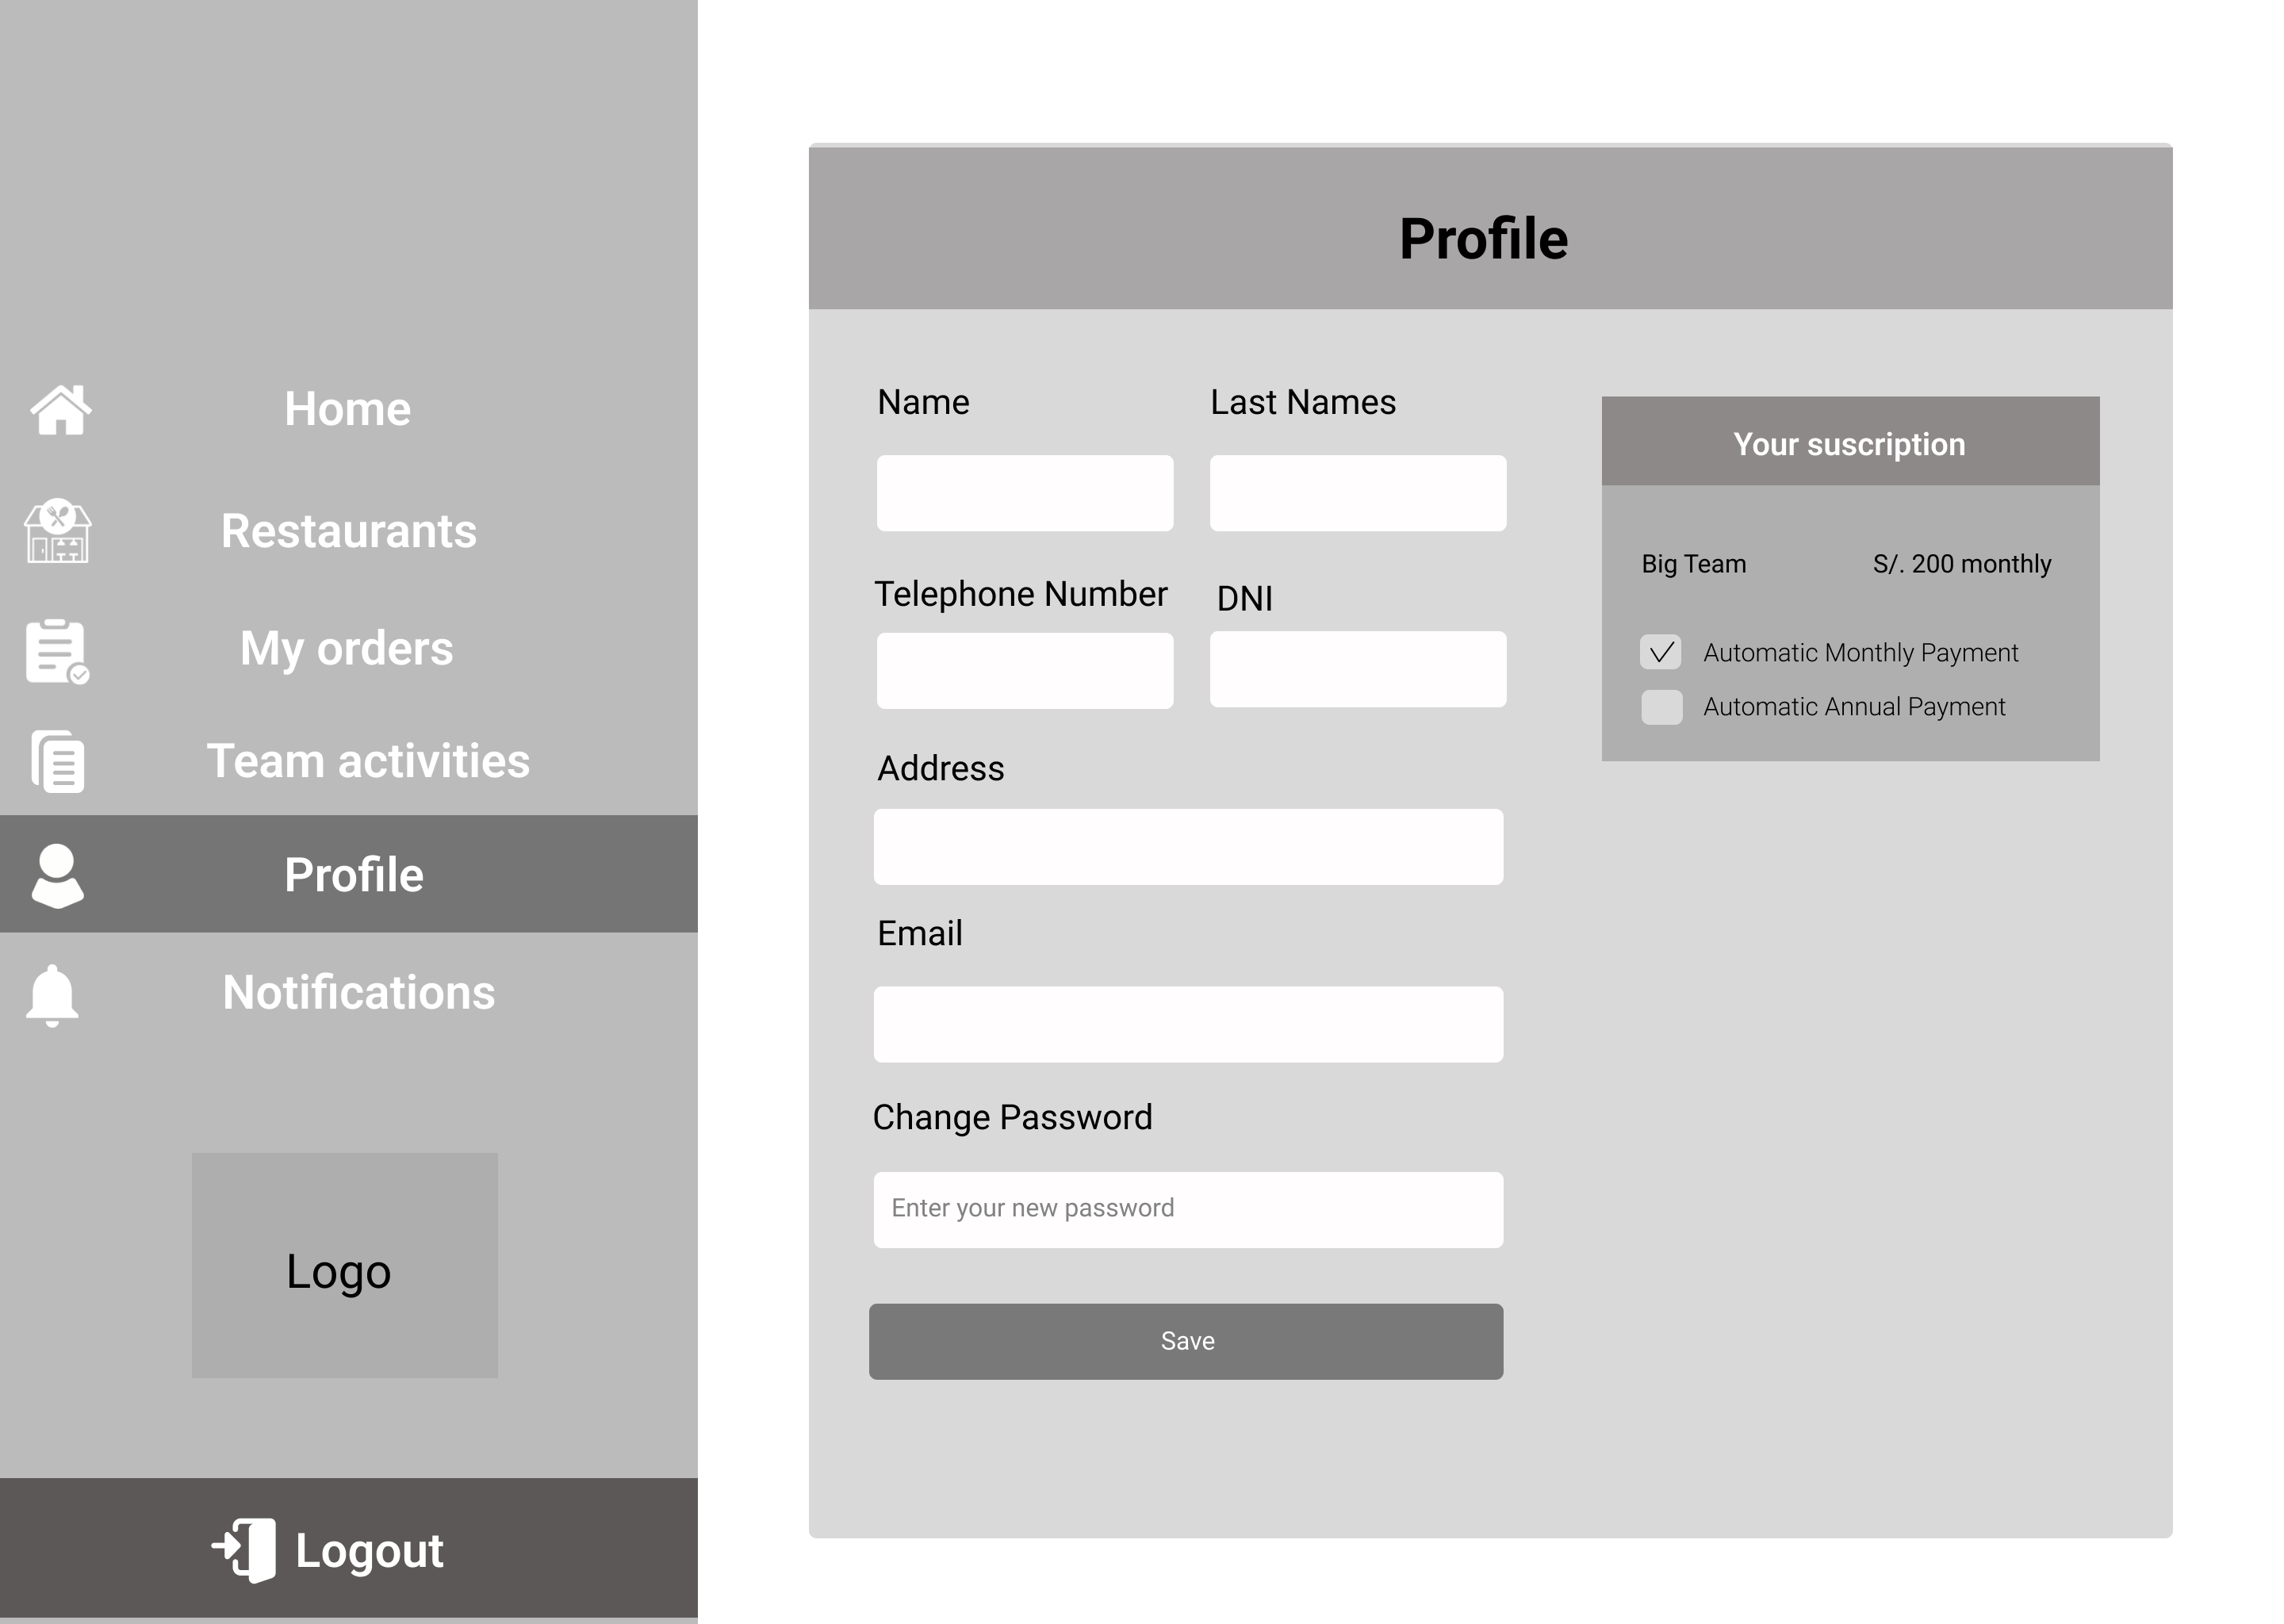 Home
Restaurants
My orders
Team activities
Profile
Notifications
Logo
Logout
Profile
Name
Last Names
Telephone Number
DNI
Address
Email
Change Password
Enter your new password
Save
Your suscription
Big Team
S/. 200 monthly
Automatic Monthly Payment
Automatic Annual Payment